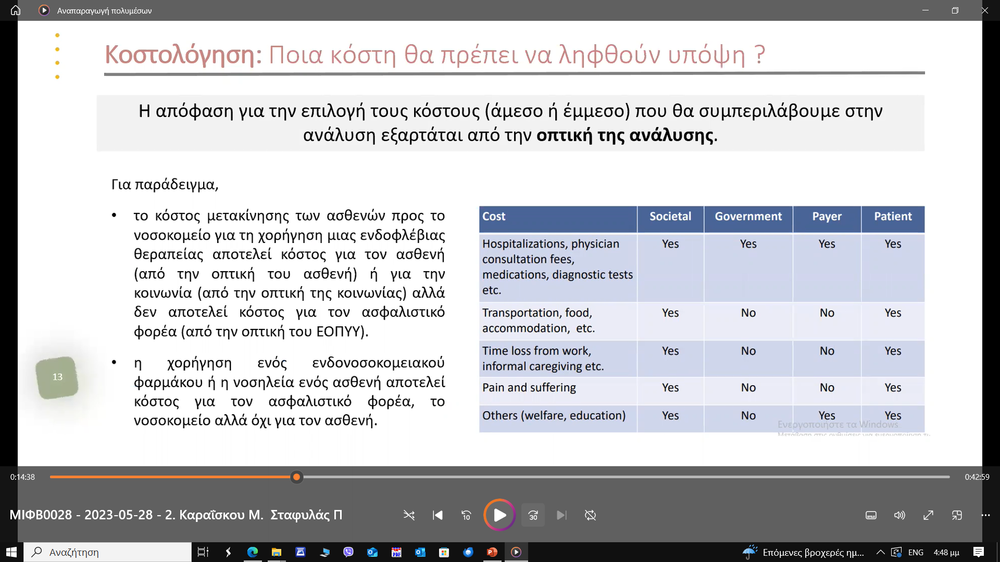 Αναπαραγωγή πολυμέσων
Κοστολόγηση: Ποια κόστη θα πρέπει να ληφθούν υπόψη ?
Η απόφαση για την επιλογή τους κόστους (άμεσο ή έμμεσο) που θα συμπεριλάβουμε στην
ανάλυση εξαρτάται από την οπτική της ανάλυσης.
Για παράδειγμα,
• το κόστος μετακίνησης των ασθενών προς το
νοσοκομείο για τη χορήγηση μιας ενδοφλέβιας
θεραπείας αποτελεί κόστος για τον ασθενή
(από την οπτική του ασθενή) ή για την
κοινωνία (από την οπτική της κοινωνίας) αλλά
δεν αποτελεί κόστος για τον ασφαλιστικό
φορέα (από την οπτική του ΕΟΠΥΥ).
• η χορήγηση ενός ενδονοσοκομειακού
φαρμάκου ή η νοσηλεία ενός ασθενή αποτελεί
κόστος για τον ασφαλιστικό φορέα, το
νοσοκομείο αλλά όχι για τον ασθενή.
13
Cost Societal Government Payer Patient
Hospitalizations, physician Yes Yes Yes Yes
consultation fees,
medications, diagnostic tests
etc.
Transportation, food, Yes No No Yes
accommodation, etc.
Time loss from work, Yes No No Yes
informal caregiving etc.
Pain and suffering Yes No No Yes
Others (welfare, education) Yes No Yes Yes
Ενεργοποιήστε τα Windows
Μετάβαση στις ρυθμίσεις για ενεργοποίηση
0:14:38
0:42:59
ΜΙΦΒ0028 - 2023-05-28 - 2. Καραΐσκου Μ. Σταφυλάς Π
10
30
Αναζήτηση
Επόμενες βροχερές ημ...
ENG
4:48 μμ